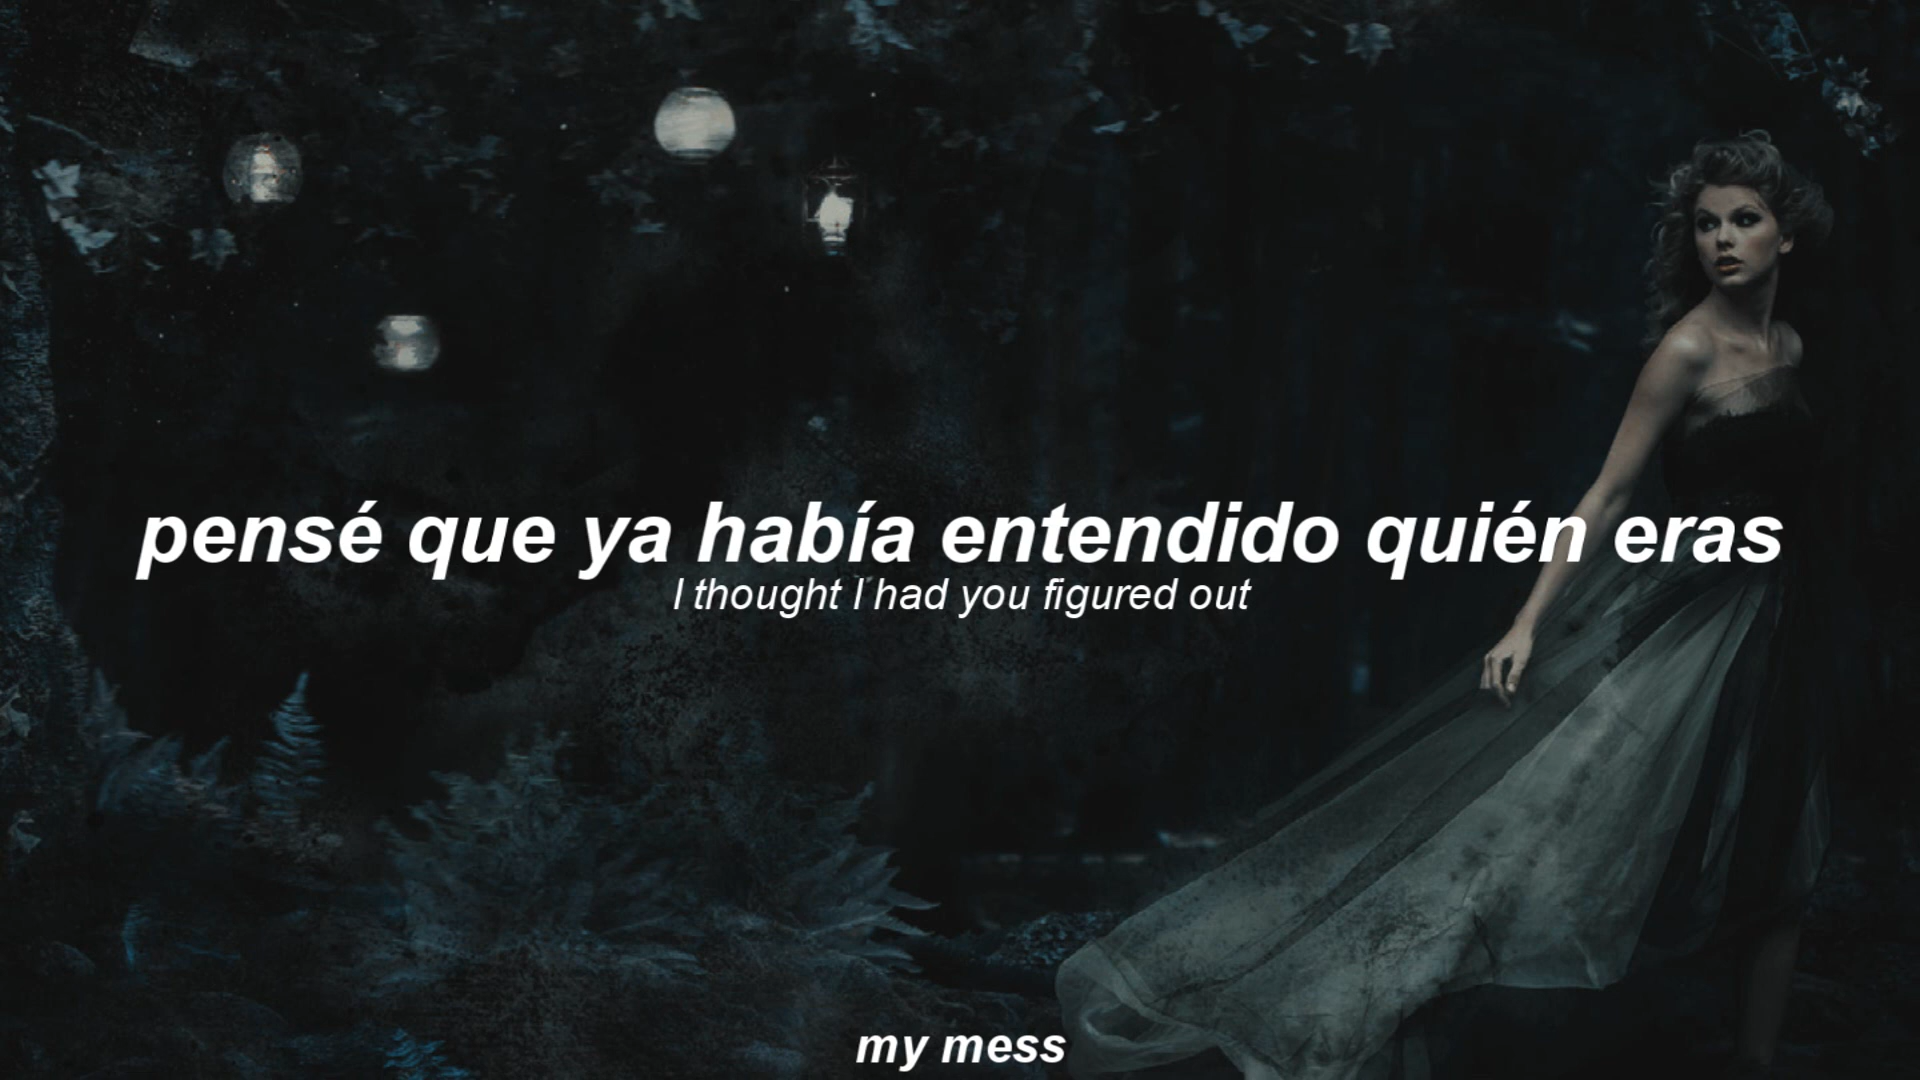 pensé que ya había entendido quién eras
I thought I had you figured out
my mess